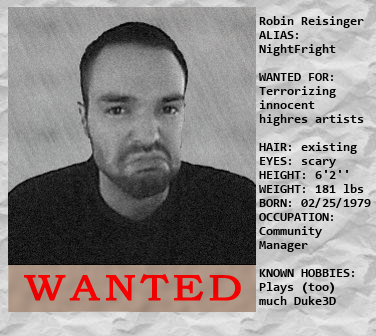 Robin Reisinger
ALIAS:
NightFright
WANTED FOR:
Terrorizing
innocent
highres artists
HAIR: existing
EYES: scary
HEIGHT: 6'2''
WEIGHT: 181 lbs
BORN: 02/25/1979
OCCUPATION:
Community
Manager
KNOWN HOBBIES:
Plays (too)
much Duke3D
WANTED